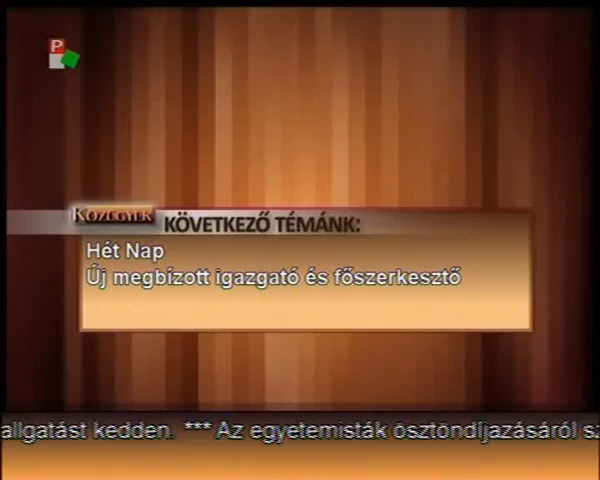 P
KÖZÜGYEK
KÖVETKEZŐ TÉMÁNK:
Hét Nap
Új megbízott igazgató és főszerkesztő
allgatást kedden. *** Az egyetemisták ösztöndíjazásáról sz